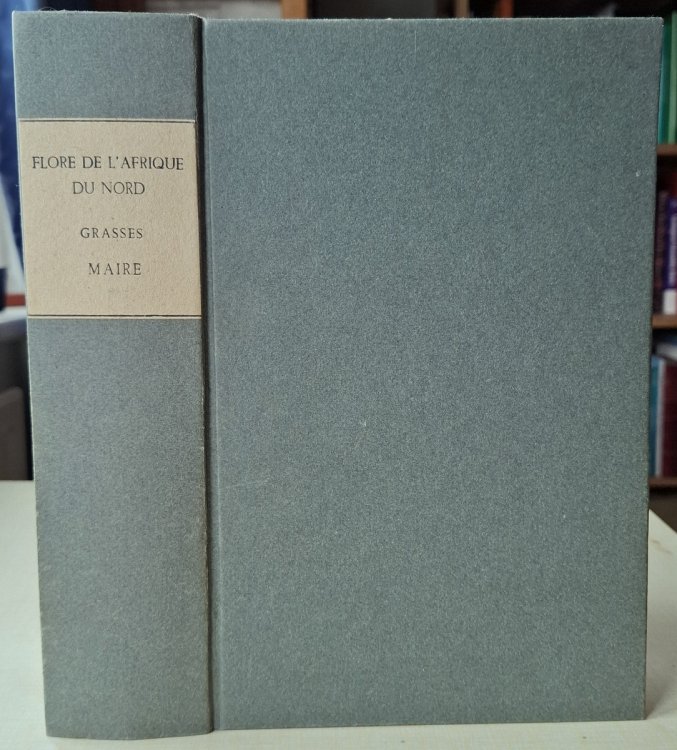 FLORE DE L'AFRIQUE
DU NORD
GRASSES
MAIRE